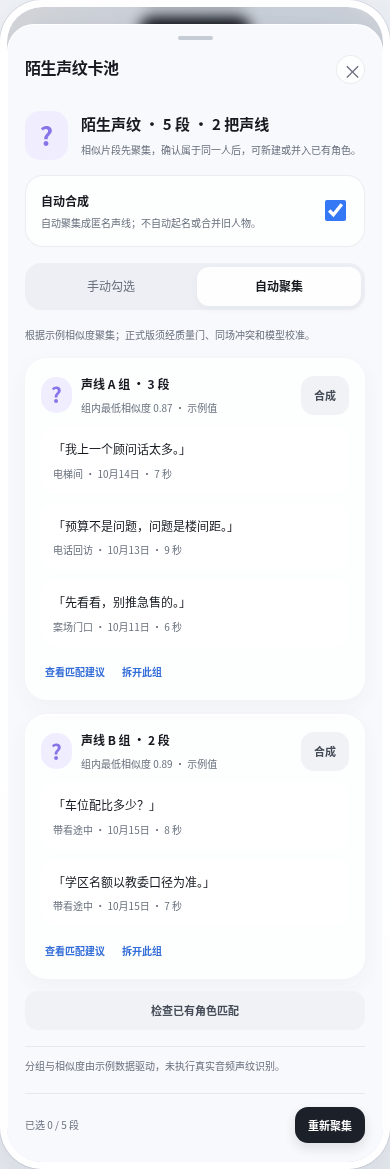 陌生声纹卡池
?
陌生声纹 · 5 段 · 2 把声线
相似片段先聚集，确认属于同一人后，可新建或并入已有角色。
自动合成
自动聚集成匿名声线；不自动起名或合并旧人物。
手动勾选 自动聚集
根据示例相似度聚集；正式版须经质量门、同场冲突和模型校准。
?
声线 A 组 · 3 段
组内最低相似度 0.87 · 示例值
合成
「我上一个顾问话太多。」
电梯间 · 10月14日 · 7 秒
「预算不是问题，问题是楼间距。」
电话回访 · 10月13日 · 9 秒
「先看看，别推急售的。」
案场门口 · 10月11日 · 6 秒
查看匹配建议 拆开此组
?
声线 B 组 · 2 段
组内最低相似度 0.89 · 示例值
合成
「车位配比多少？」
带看途中 · 10月15日 · 8 秒
「学区名额以教委口径为准。」
带看途中 · 10月15日 · 7 秒
查看匹配建议 拆开此组
检查已有角色匹配
分组与相似度由示例数据驱动，未执行真实音频声纹识别。
已选 0 / 5 段
重新聚集